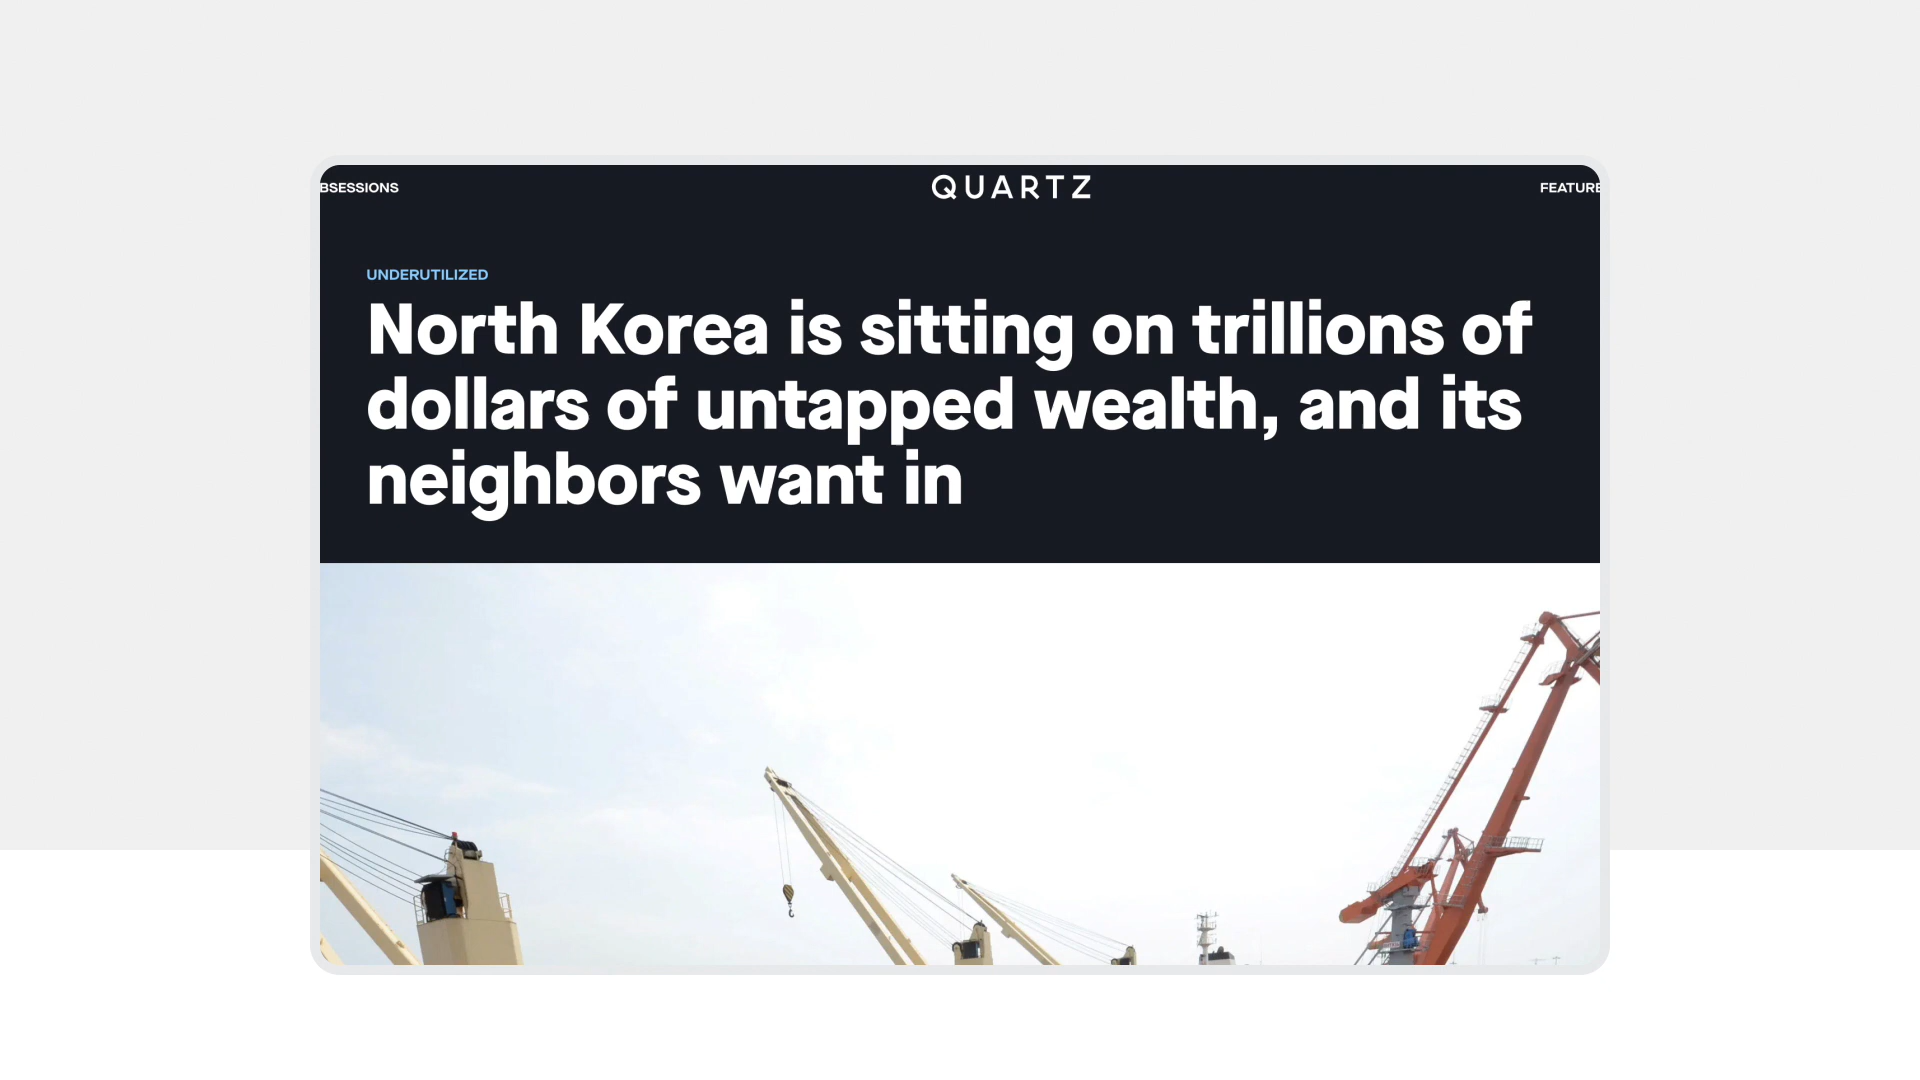 BSESSIONS
QUARTZ
FEATURE
UNDERUTILIZED
North Korea is sitting on trillions of
dollars of untapped wealth, and its
neighbors want in